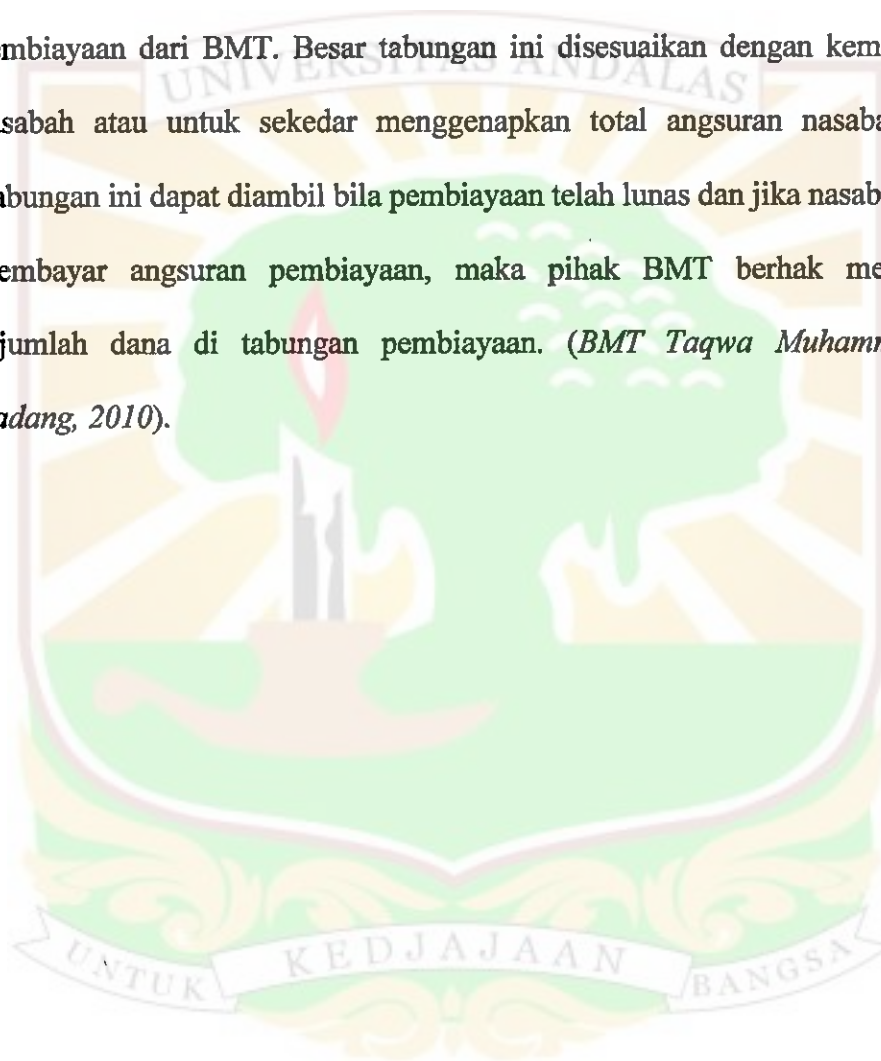 embiayaan dari BMT. Besar tabungan ini disesuaikan dengan kem
sabah atau untuk sekedar menggenapkan total angsuran nasaba
abungan ini dapat diambil bila pembiayaan telah lunas dan jika nasab
embayar angsuran pembiayaan, maka pihak BMT berhak me
jumlah dana di tabungan pembiayaan. (BMT Taqwa Muhamm
adang, 2010).
UNIVERSITAS ANDALAS
UNTUK KEDJAJAAN BANGSA